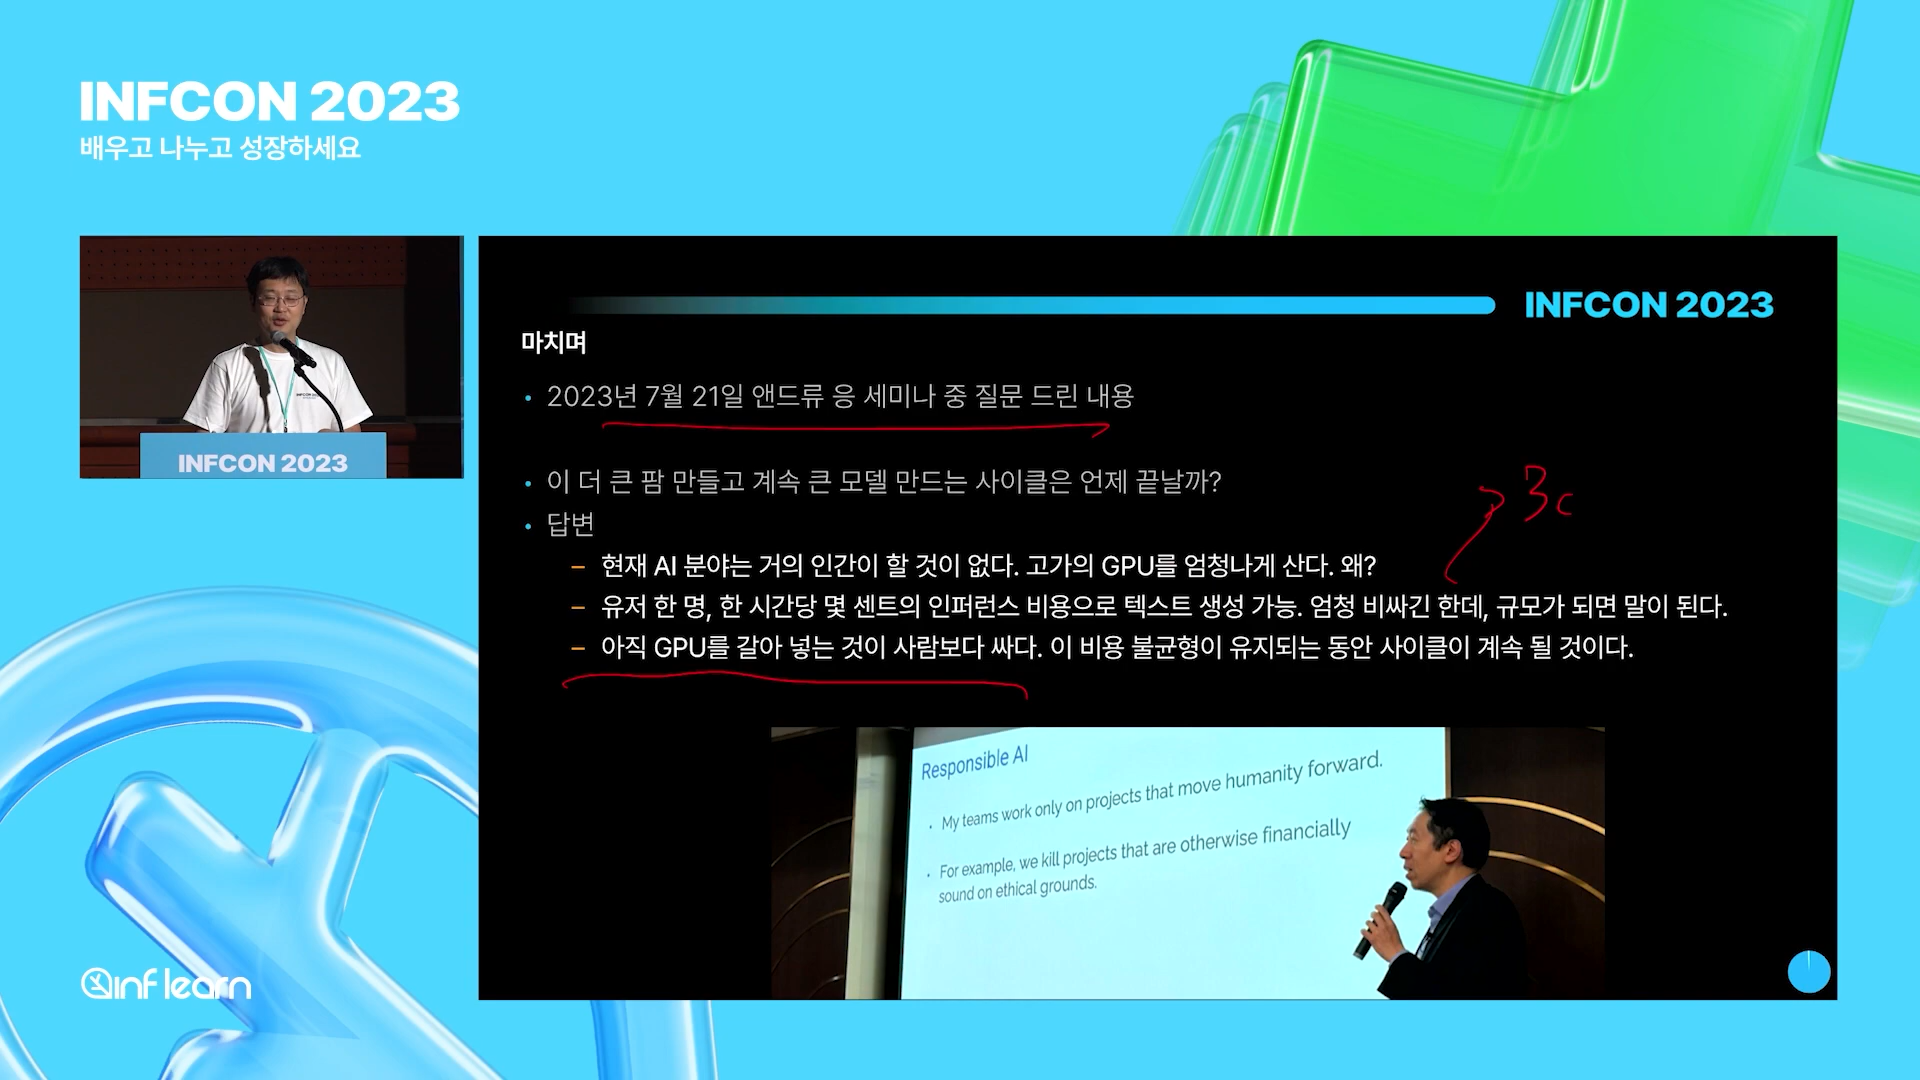 INFCON 2023
배우고 나누고 성장하세요
INFCON 2023
INFCON 2023
마치며
• 2023년 7월 21일 앤드류 응 세미나 중 질문 드린 내용
• 이 더 큰 팜 만들고 계속 큰 모델 만드는 사이클은 언제 끝날까?
3c
• 답변
– 현재 AI 분야는 거의 인간이 할 것이 없다. 고가의 GPU를 엄청나게 산다. 왜?
– 유저 한 명, 한 시간당 몇 센트의 인퍼런스 비용으로 텍스트 생성 가능. 엄청 비싸긴 한데, 규모가 되면 말이 된다.
– 아직 GPU를 갈아 넣는 것이 사람보다 싸다. 이 비용 불균형이 유지되는 동안 사이클이 계속 될 것이다.
Responsible AI
• My teams work only on projects that move humanity forward.
• For example, we kill projects that are otherwise financially
sound on ethical grounds.
inflearn